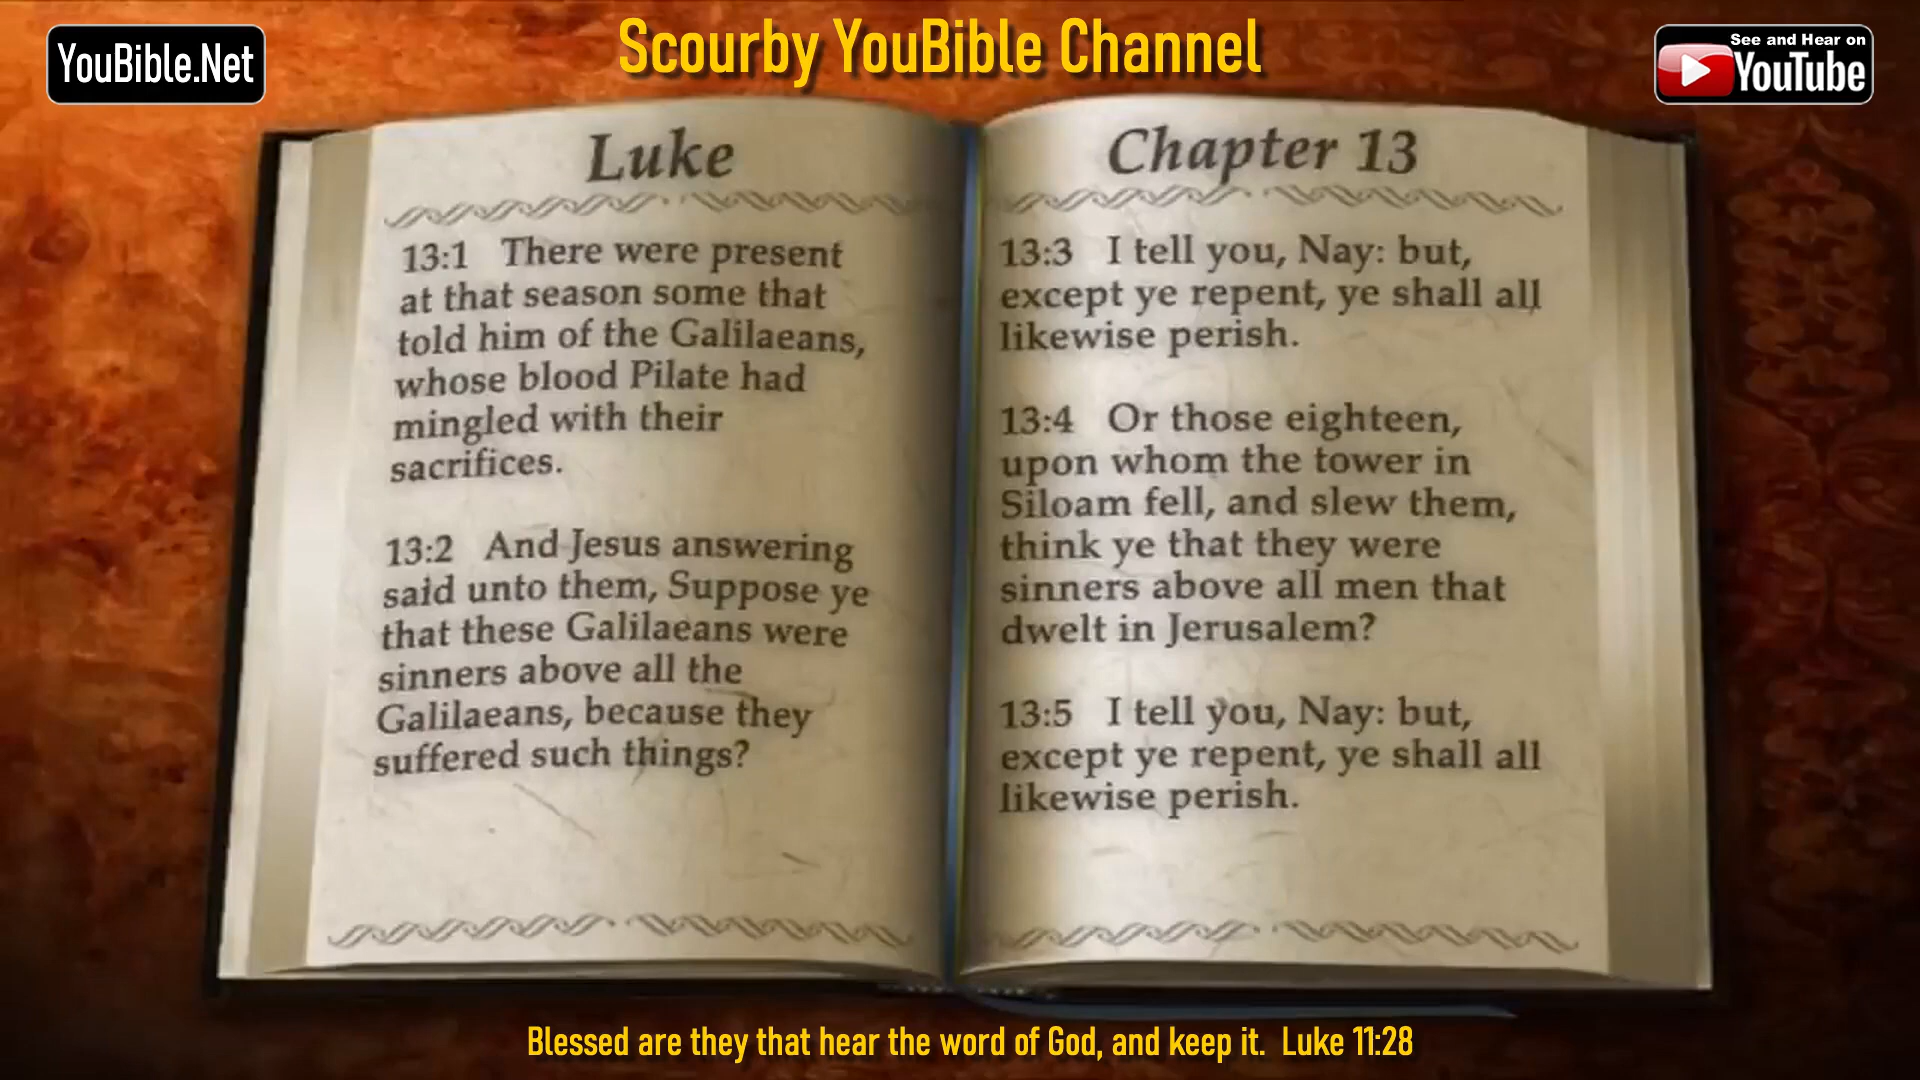 YouBible.Net
Scourby YouBible Channel
See and Hear on
YouTube
Luke
13:1 There were present
at that season some that
told him of the Galilaeans,
whose blood Pilate had
mingled with their
sacrifices.
13:2 And Jesus answering
said unto them, Suppose ye
that these Galilaeans were
sinners above all the
Galilaeans, because they
suffered such things?
Chapter 13
13:3 I tell you, Nay: but,
except ye repent, ye shall all
likewise perish.
13:4 Or those eighteen,
upon whom the tower in
Siloam fell, and slew them,
think ye that they were
sinners above all men that
dwelt in Jerusalem?
13:5 I tell you, Nay: but,
except ye repent, ye shall all
likewise perish.
Blessed are they that hear the word of God, and keep it. Luke 11:28